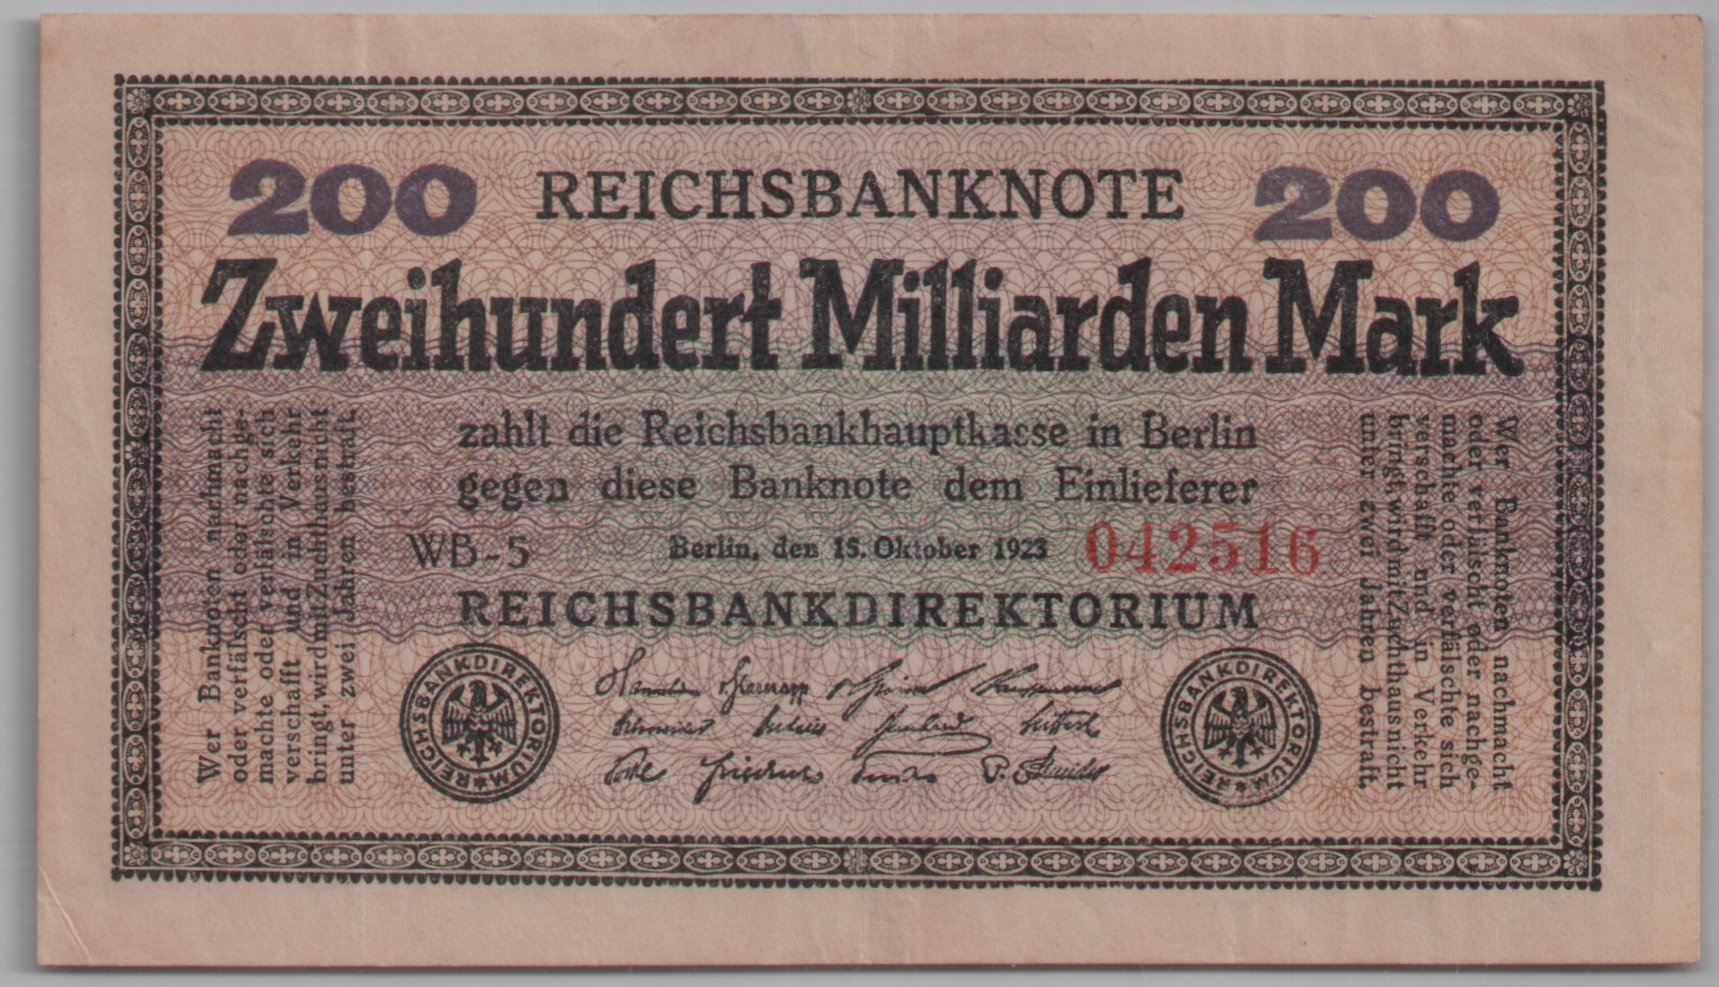 200 REICHSBANKNOTE 200
Zweihundert Milliarden Mark
zahlt die Reichsbankhauptkasse in Berlin
gegen diese Banknote dem Einlieferer
WB-5 Berlin, den 15. Oktober 1923 042516
REICHSBANKDIREKTORIUM
Wer Banknoten nachmacht
oder verfälscht oder nachge-
machte oder verfälschte sich
verschafft und in Verkehr
bringt, wird mit Zuchthaus nicht
unter zwei Jahren bestraft.
Wer Banknoten nachmacht
oder verfälscht oder nachge-
machte oder verfälschte sich
verschafft und in Verkehr
bringt, wird mit Zuchthaus nicht
unter zwei Jahren bestraft.
REICHSBANKDIREKTORIUM
REICHSBANKDIREKTORIUM